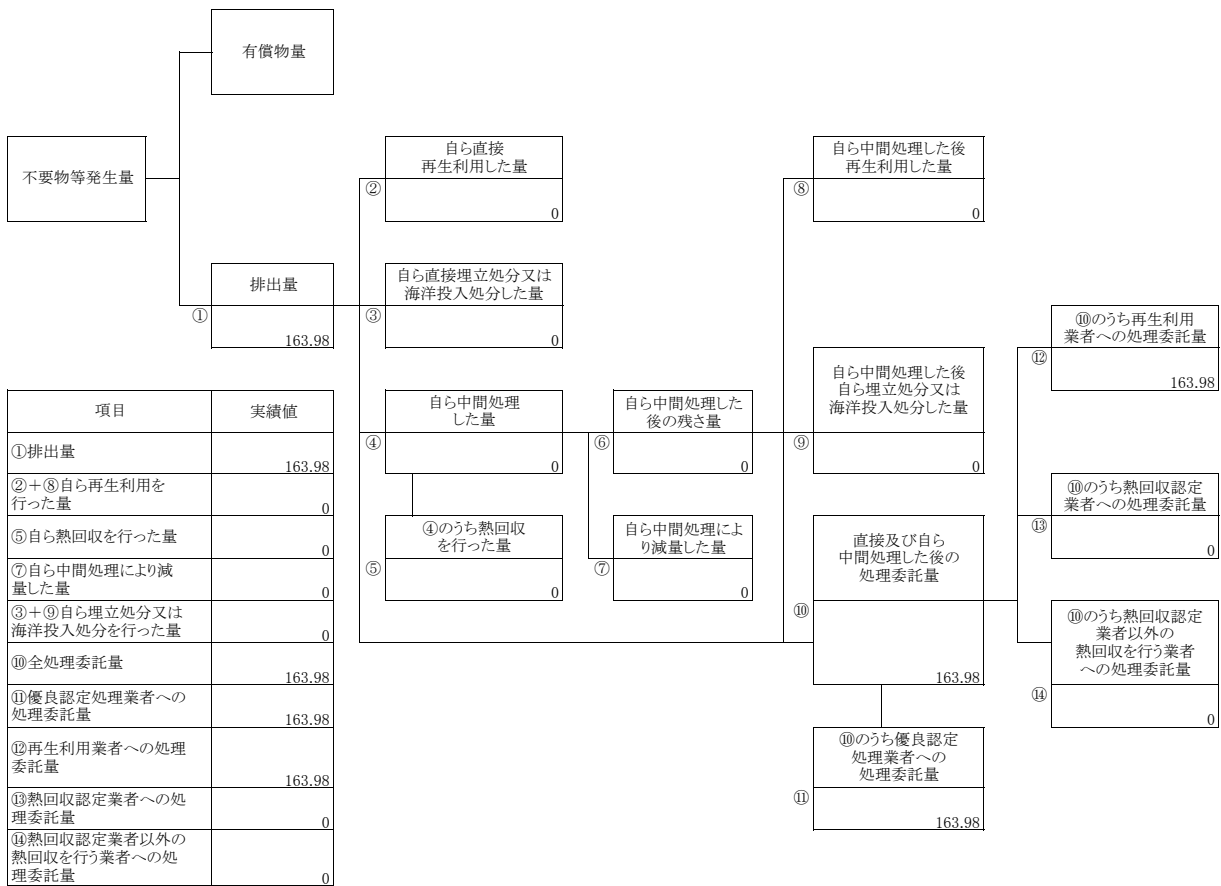 有償物量
不要物等発生量
自ら直接
再生利用した量
②
0
自ら中間処理した後
再生利用した量
⑧
0
排出量
①
163.98
自ら直接埋立処分又は
海洋投入処分した量
③
0
⑩のうち再生利用
業者への処理委託量
⑫
163.98
自ら中間処理
した量
④
0
自ら中間処理した
後の残さ量
⑥
0
自ら中間処理した後
自ら埋立処分又は
海洋投入処分した量
⑨
0
⑩のうち熱回収認定
業者への処理委託量
⑬
0
④のうち熱回収
を行った量
⑤
0
自ら中間処理によ
り減量した量
⑦
0
直接及び自ら
中間処理した後の
処理委託量
⑩
163.98
⑩のうち熱回収認定
業者以外の
熱回収を行う業者
への処理委託量
⑭
0
⑩のうち優良認定
処理業者への
処理委託量
⑪
163.98
項目 実績値
①排出量
163.98
②+⑧自ら再生利用を
行った量
0
⑤自ら熱回収を行った量
0
⑦自ら中間処理により減
量した量
0
③+⑨自ら埋立処分又は
海洋投入処分を行った量
0
⑩全処理委託量
163.98
⑪優良認定処理業者への
処理委託量
163.98
⑫再生利用業者への処理
委託量
163.98
⑬熱回収認定業者への処
理委託量
0
⑭熱回収認定業者以外の
熱回収を行う業者への処
理委託量
0